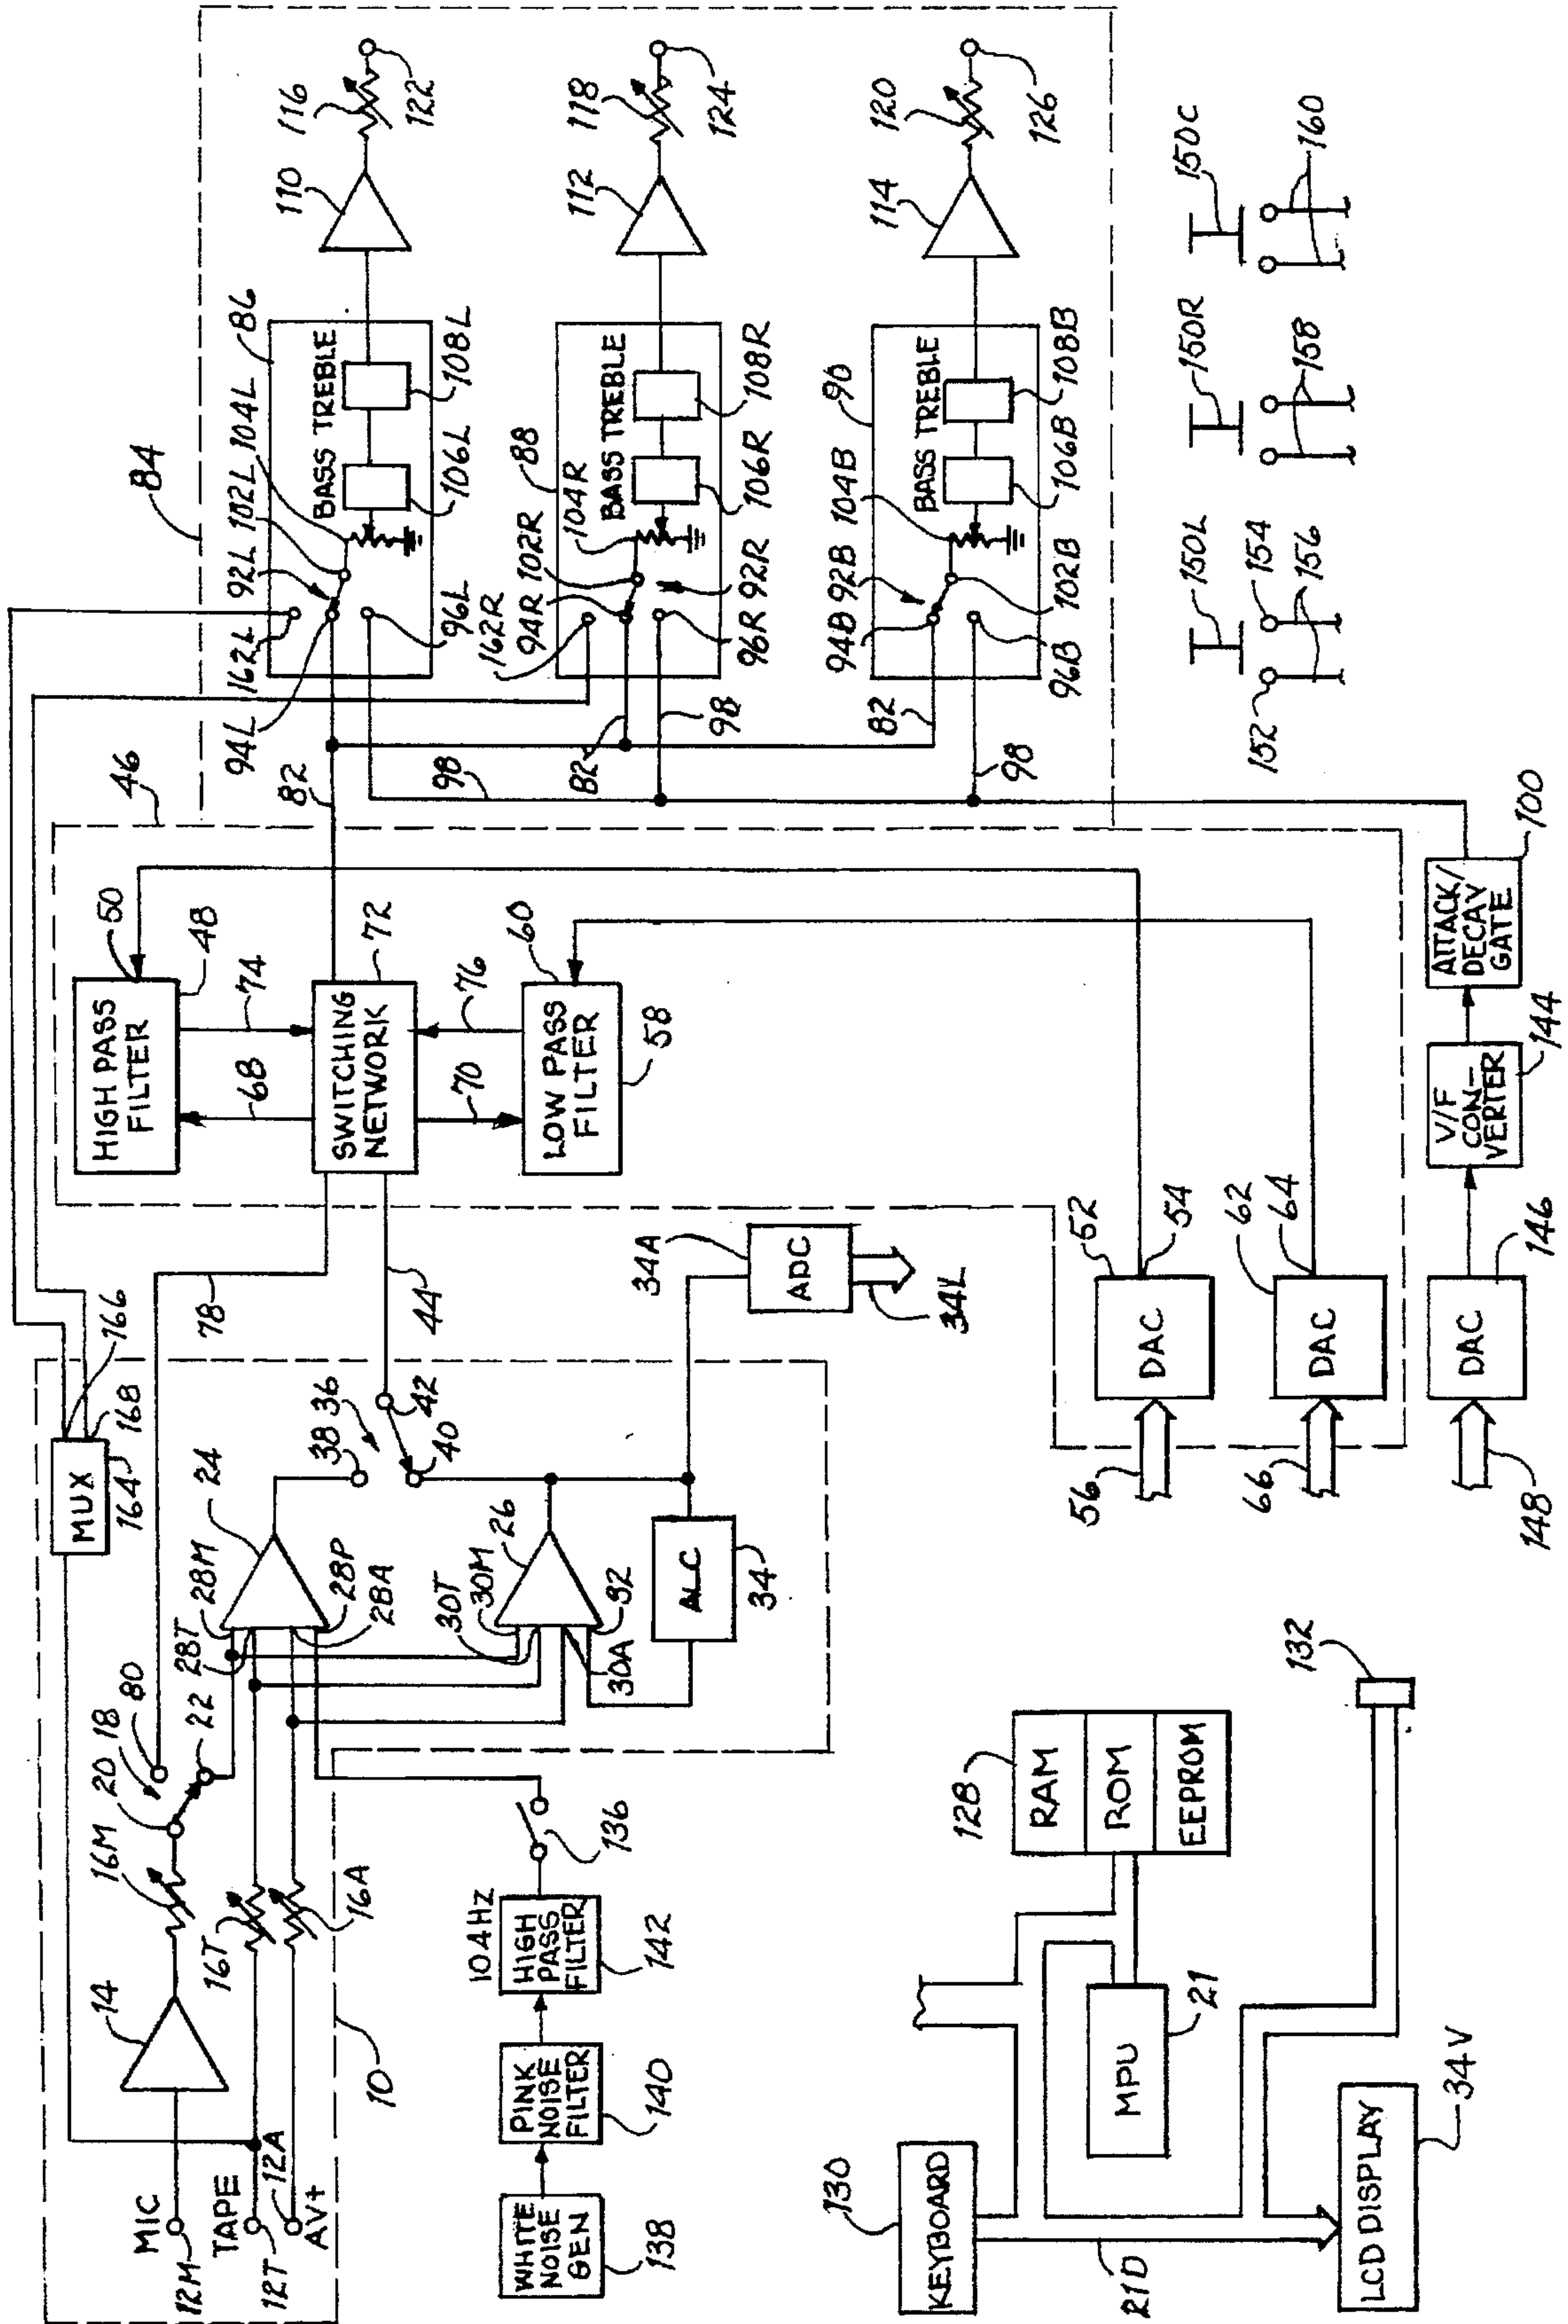 MIC
12M
TAPE
12T
12A
AV+
14
16M
16T
16A
20
18
80
22
10
MUX
164
168
166
28M
28T
24
28P
28A
30T
30M
26
30A
32
ALC
34
38
36
42
40
44
78
34A
ADC
34L
WHITE
NOISE
GEN
138
PINK
NOISE
FILTER
140
104Hz
HIGH
PASS
FILTER
142
136
KEYBOARD
130
21D
LCD DISPLAY
34V
MPU
21
128
RAM
ROM
EEPROM
132
46
HIGH PASS
FILTER
50
48
68
74
SWITCHING
NETWORK
72
70
76
LOW PASS
FILTER
60
58
52
DAC
54
56
62
DAC
64
66
DAC
146
148
V/F
CON-
VERTER
144
ATTACK/
DECAY
GATE
100
84
82
98
94L
162L
92L
102L
104L
86
96L
BASS TREBLE
106L
108L
110
116
122
82
98
162R
94R
102R
104R
88
96R
92R
BASS TREBLE
106R
108R
112
118
124
82
98
94B
92B
104B
90
96B
102B
BASS TREBLE
106B
108B
114
120
126
150L
152
154
156
150R
158
150C
160